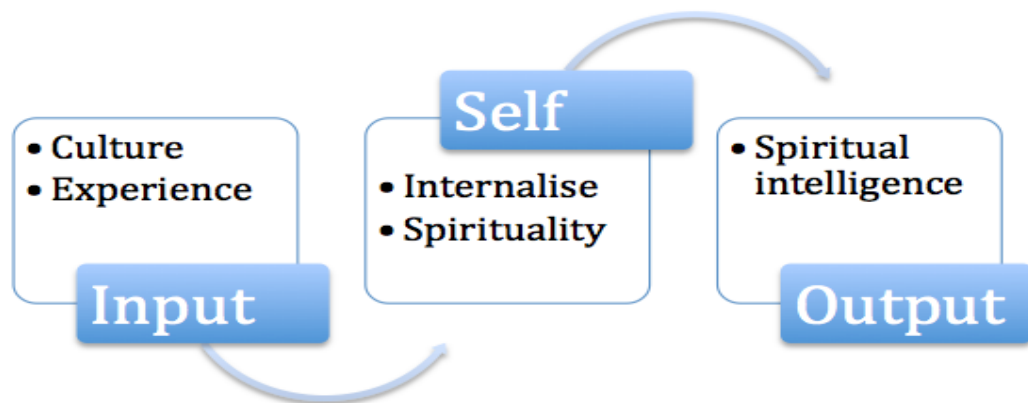 • Culture
• Experience
Input
Self
• Internalise
• Spirituality
• Spiritual
intelligence
Output